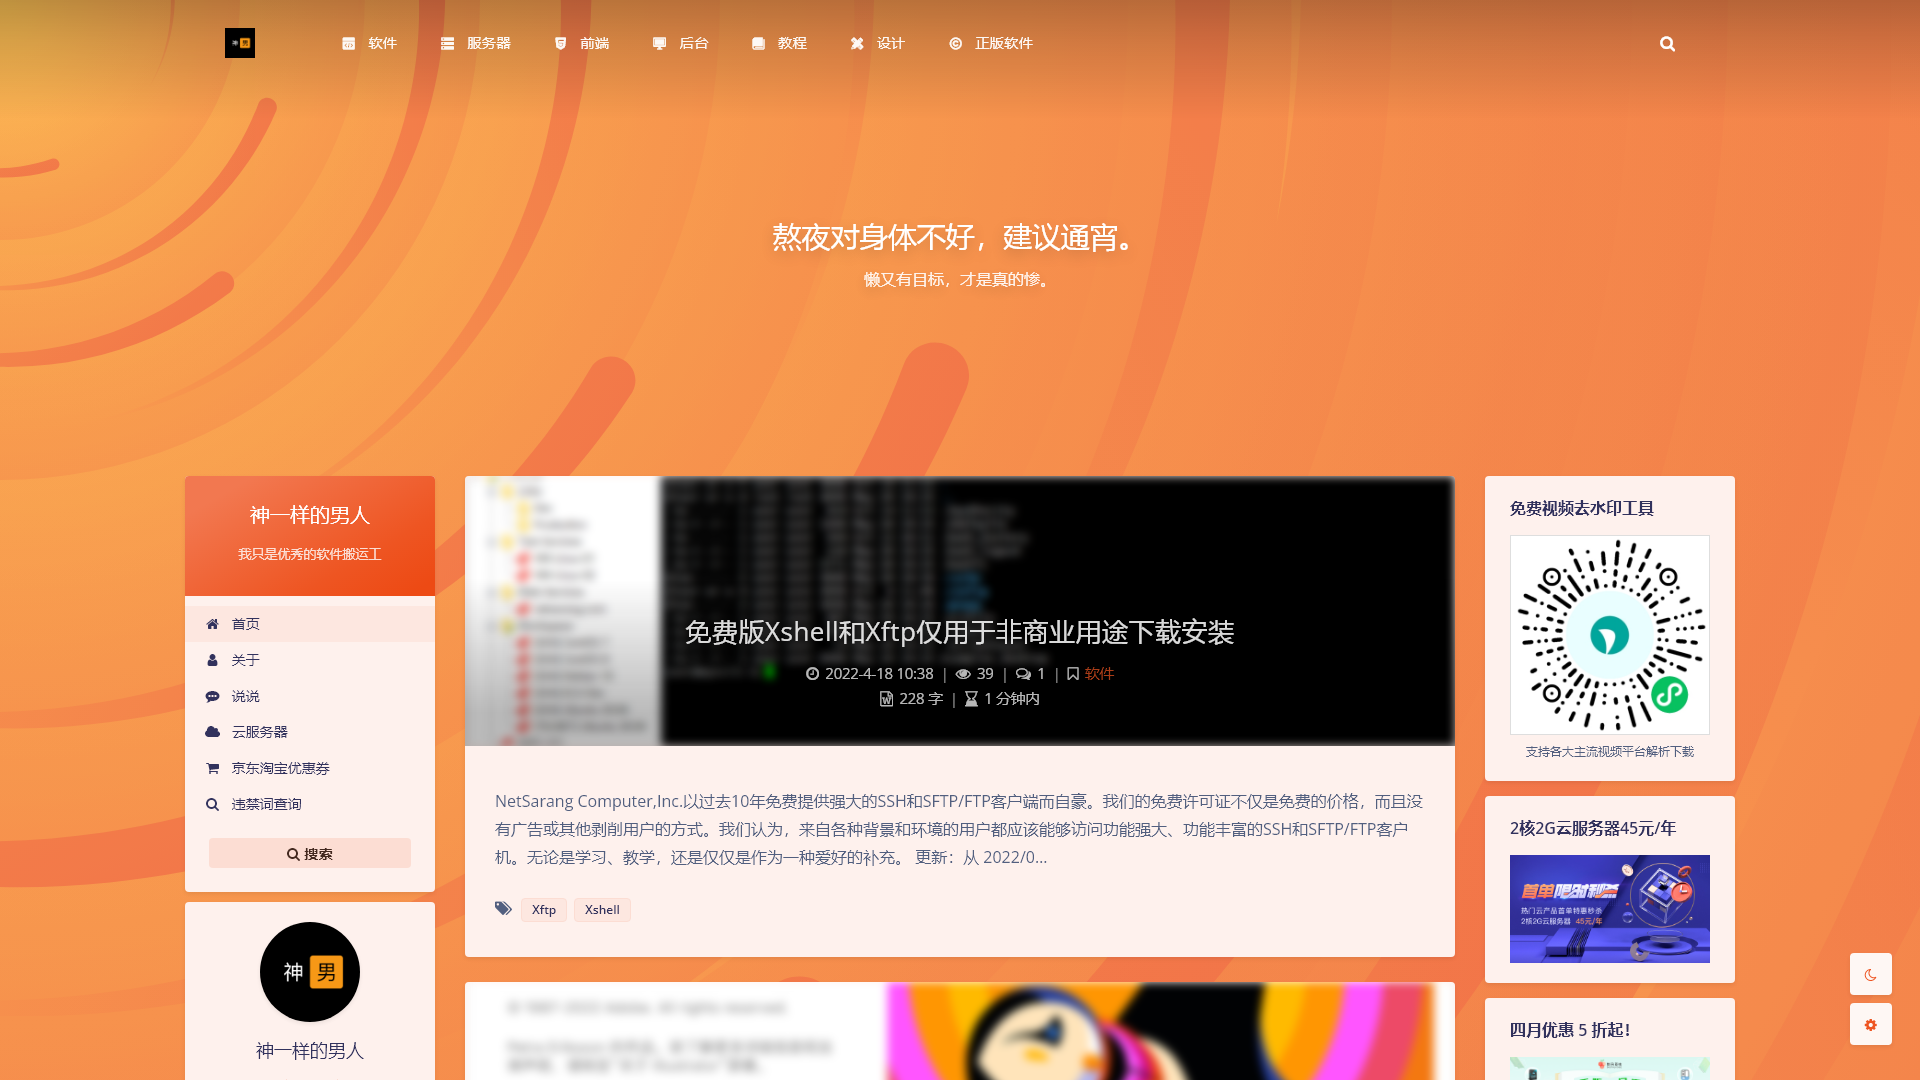 神 男
软件
服务器
前端
后台
教程
设计
正版软件
熬夜对身体不好，建议通宵。
懒又有目标，才是真的惨。
神一样的男人
我只是优秀的软件搬运工
首页
关于
说说
云服务器
京东淘宝优惠券
违禁词查询
搜索
神 男
神一样的男人
免费版Xshell和Xftp仅用于非商业用途下载安装
2022-4-18 10:38 | 39 | 1 | 软件
228 字 | 1 分钟内
NetSarang Computer,Inc.以过去10年免费提供强大的SSH和SFTP/FTP客户端而自豪。我们的免费许可证不仅是免费的价格，而且没
有广告或其他剥削用户的方式。我们认为，来自各种背景和环境的用户都应该能够访问功能强大、功能丰富的SSH和SFTP/FTP客户
机。无论是学习、教学，还是仅仅是作为一种爱好的补充。 更新：从 2022/0...
Xftp
Xshell
免费视频去水印工具
支持各大主流视频平台解析下载
2核2G云服务器45元/年
首单限时秒杀
热门云产品首单特惠秒杀
2核2G云服务器 45元/年
四月优惠 5 折起！